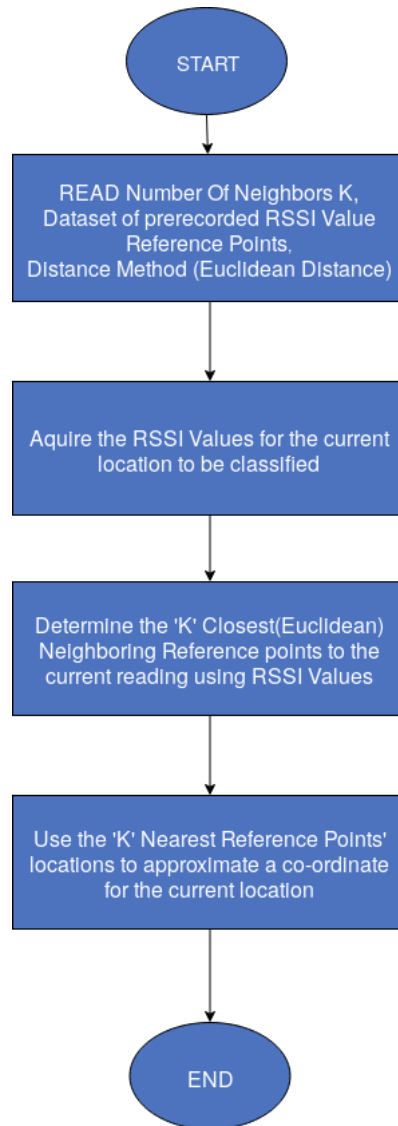 START
READ Number Of Neighbors K,
Dataset of prerecorded RSSI Value
Reference Points,
Distance Method (Euclidean Distance)
Aquire the RSSI Values for the current
location to be classified
Determine the 'K' Closest(Euclidean)
Neighboring Reference points to the
current reading using RSSI Values
Use the 'K' Nearest Reference Points'
locations to approximate a co-ordinate
for the current location
END